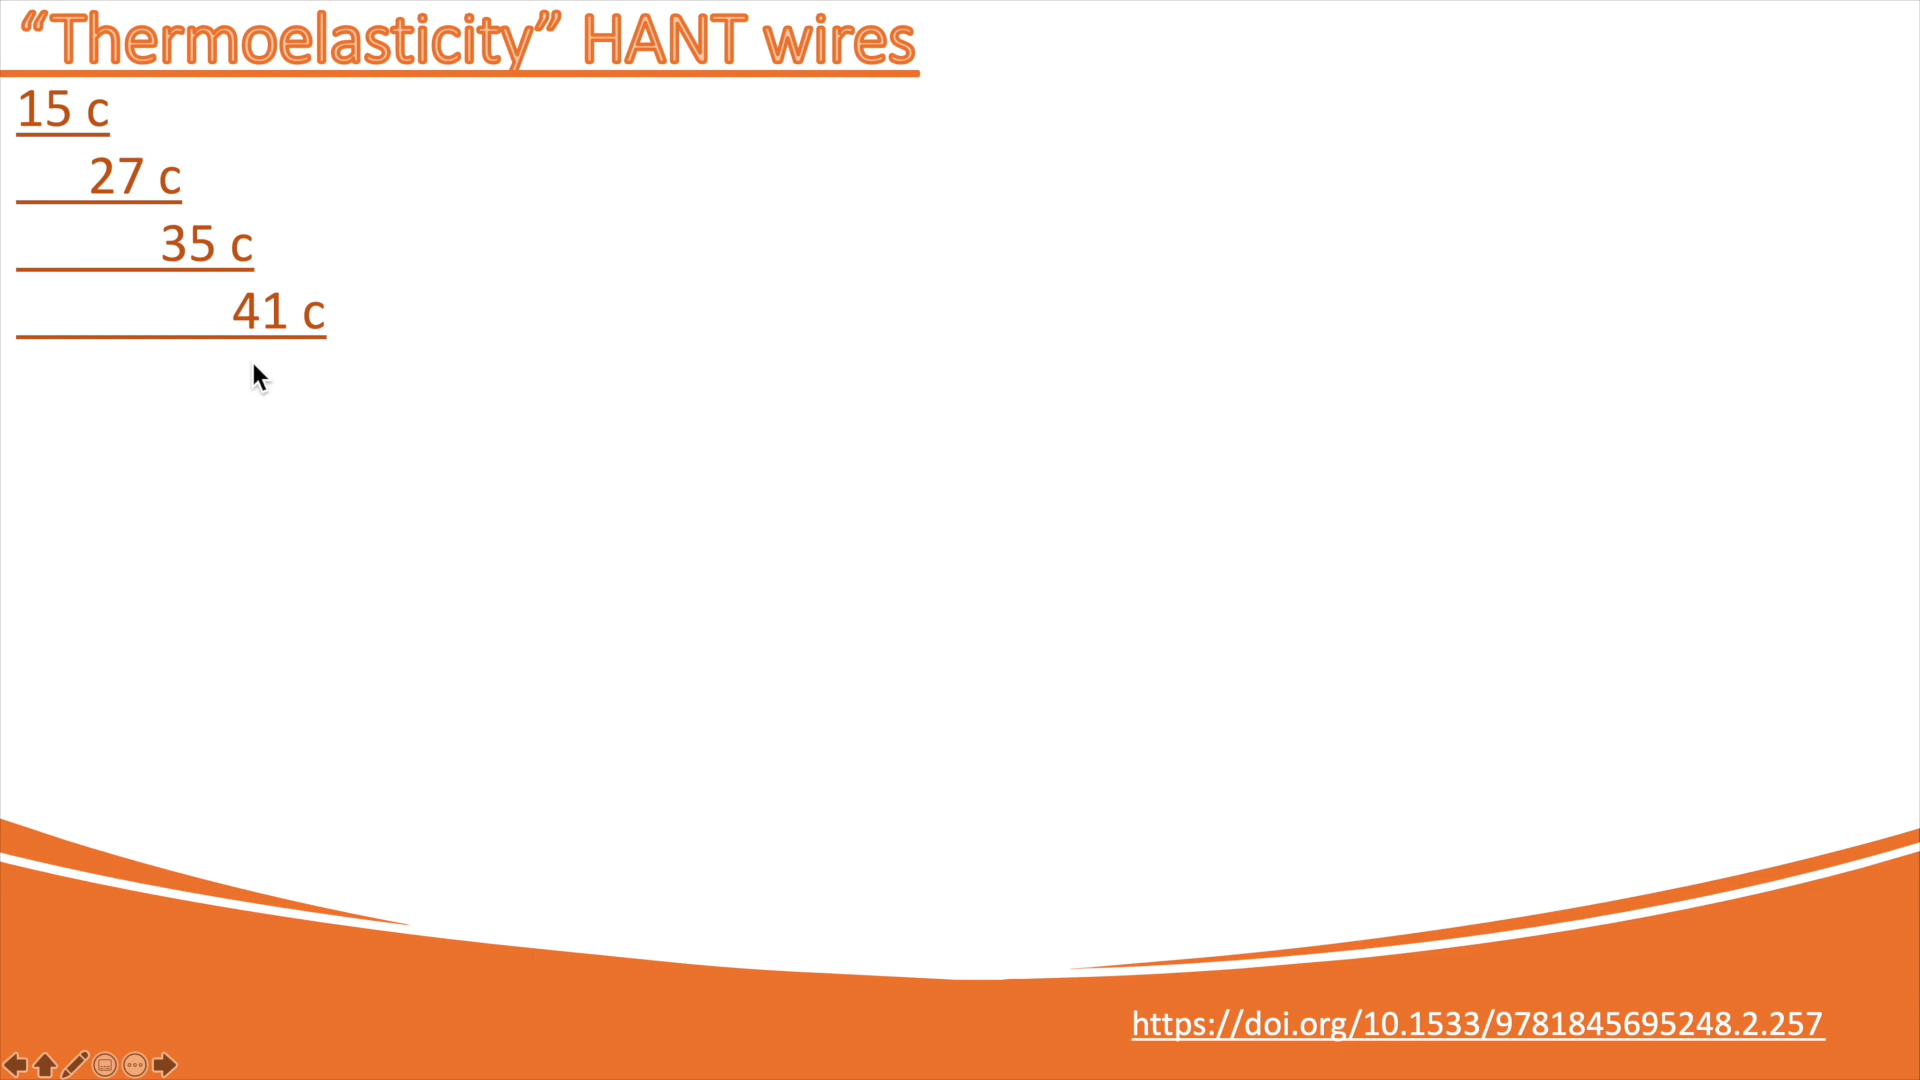 “Thermoelasticity” HANT wires
15 c
27 c
35 c
41 c
https://doi.org/10.1533/9781845695248.2.257